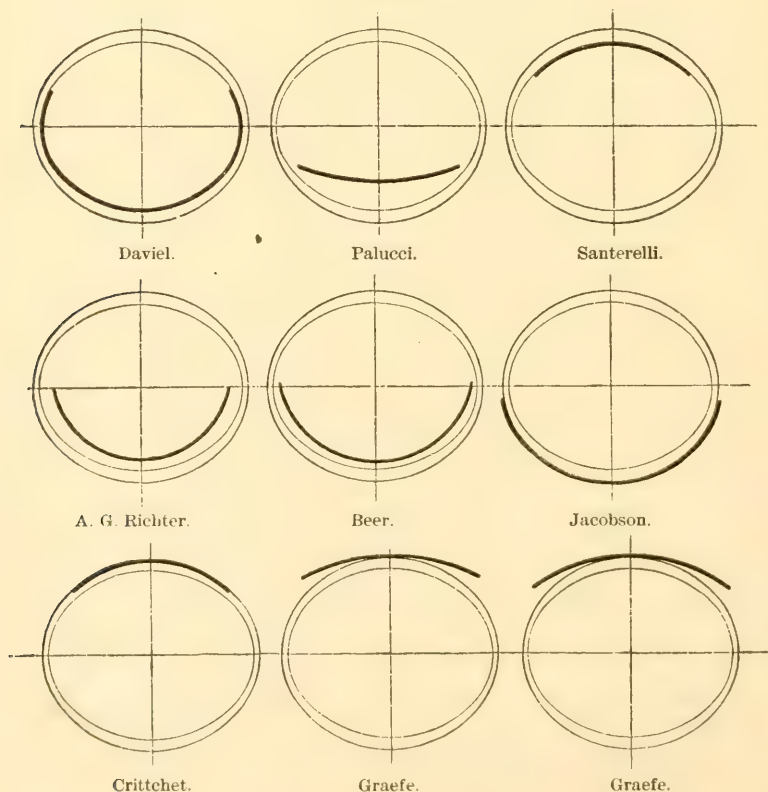 Daviel. Palucci. Santerelli.
A. G. Richter. Beer. Jacobson.
Crittchet. Graefe. Graefe.